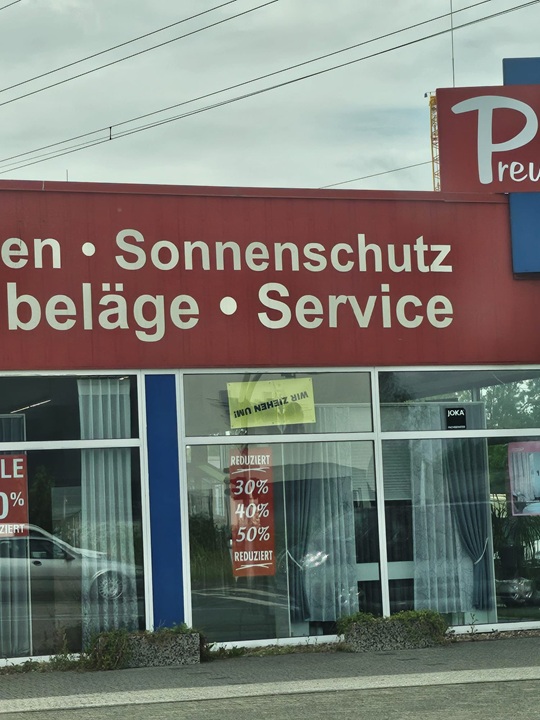 Preu
en · Sonnenschutz
beläge · Service
WIR ZIEHEN UM!
JOKA
LE
0%
ZIERT
REDUZIERT
30%
40%
50%
REDUZIERT